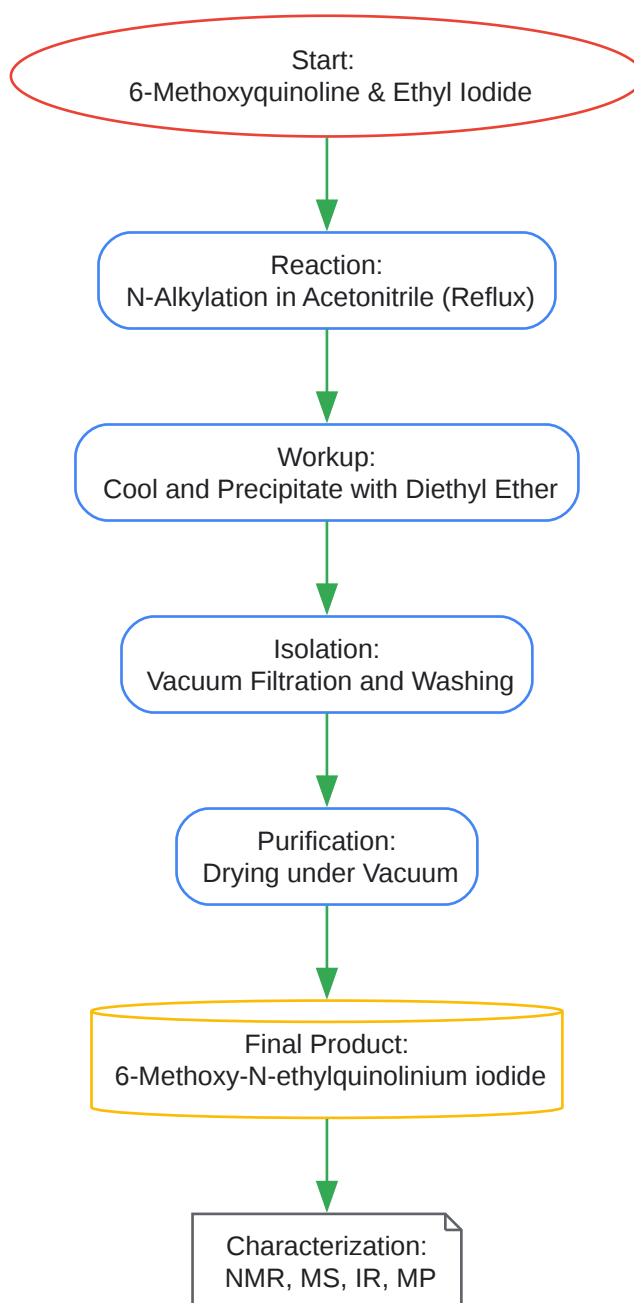 Start:
6-Methoxyquinoline & Ethyl Iodide
Reaction:
N-Alkylation in Acetonitrile (Reflux)
Workup:
Cool and Precipitate with Diethyl Ether
Isolation:
Vacuum Filtration and Washing
Purification:
Drying under Vacuum
Final Product:
6-Methoxy-N-ethylquinolinium iodide
Characterization:
NMR, MS, IR, MP